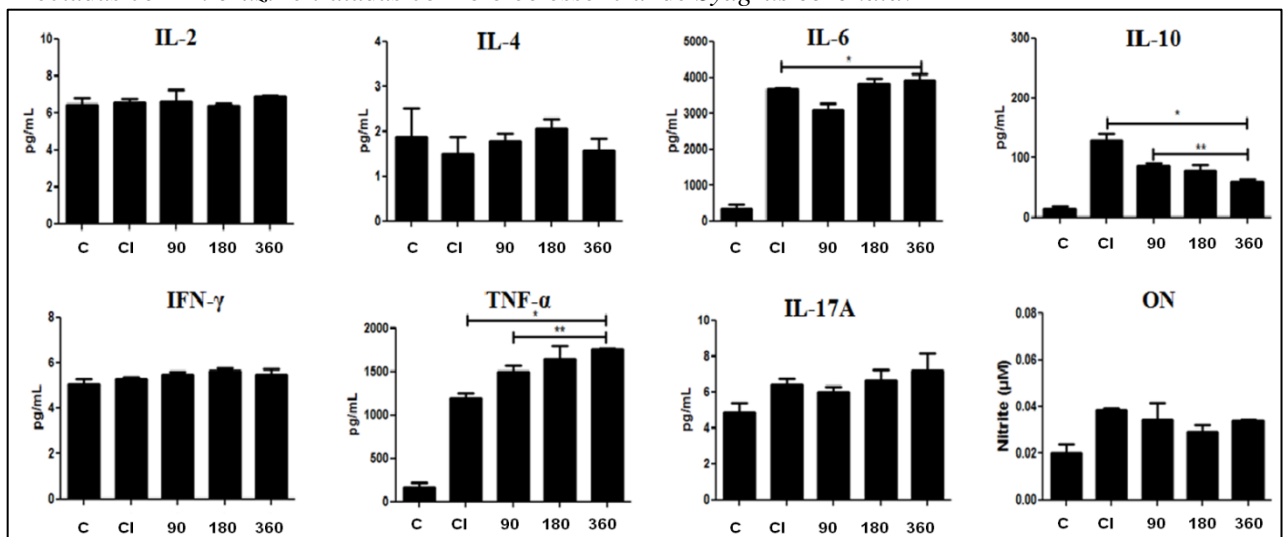 IL-2
pg/mL
10
8
6
4
2
0
C CI 90 180 360
IL-4
pg/mL
4
3
2
1
0
C CI 90 180 360
IL-6
pg/mL
5000
4000
3000
2000
1000
0
*
C CI 90 180 360
IL-10
pg/mL
300
200
100
0
*
**
C CI 90 180 360
IFN-γ
pg/mL
8
6
4
2
0
C CI 90 180 360
TNF-α
pg/mL
2000
1500
1000
500
0
*
**
C CI 90 180 360
IL-17A
pg/mL
10
8
6
4
2
0
C CI 90 180 360
ON
Nitrite (µM)
0.08
0.06
0.04
0.02
0.00
C CI 90 180 360